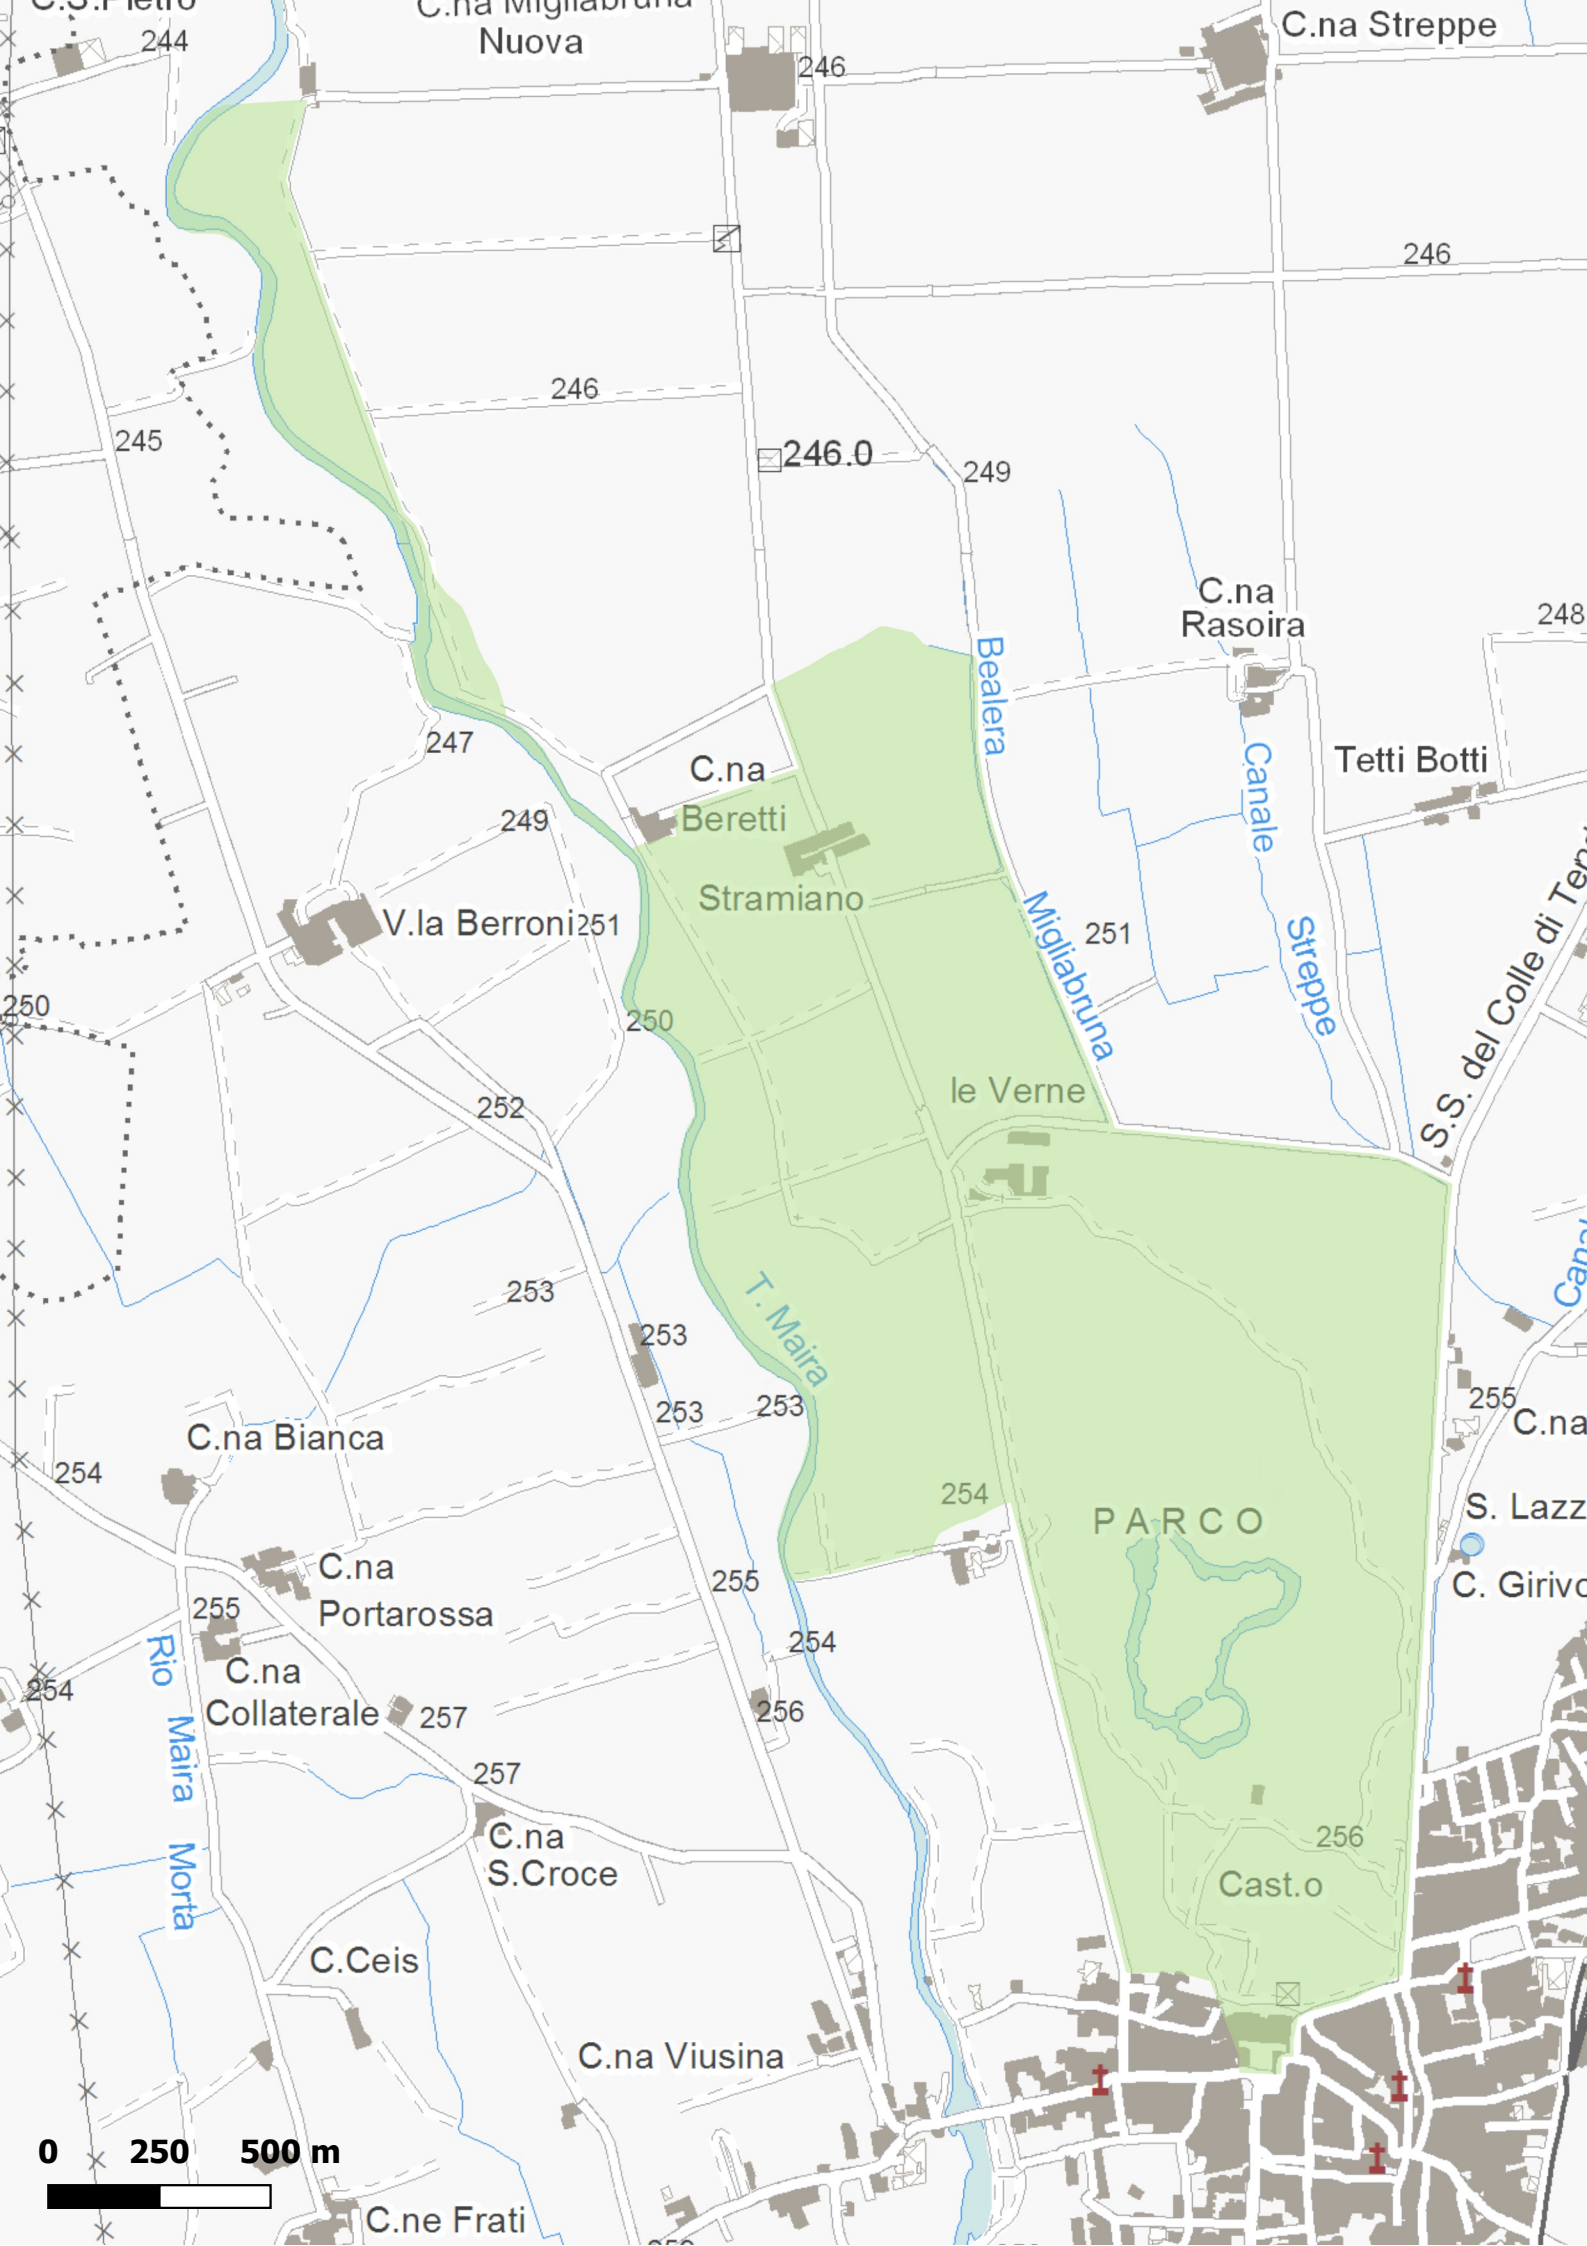 C.S.Pietro
C.na Migliabruna
Nuova
C.na Streppe
244
246
246
246
245
246.0
249
C.na
Rasoira
248
Bealera
247
C.na
Beretti
Canale
Tetti Botti
249
Stramiano
V.la Berroni
251
Migliabruna
251
Streppe
S.S. del Colle di
250
250
le Verne
252
253
T. Maira
253
253
253
255
C.na
C.na Bianca
254
254
PARCO
S. Lazz
C.na
Portarossa
255
C. Girivo
255
254
Rio
Maira
Morta
C.na
Collaterale
254
257
256
257
C.na
S.Croce
256
Cast.o
C.Ceis
C.na Viusina
0 250 500 m
C.ne Frati